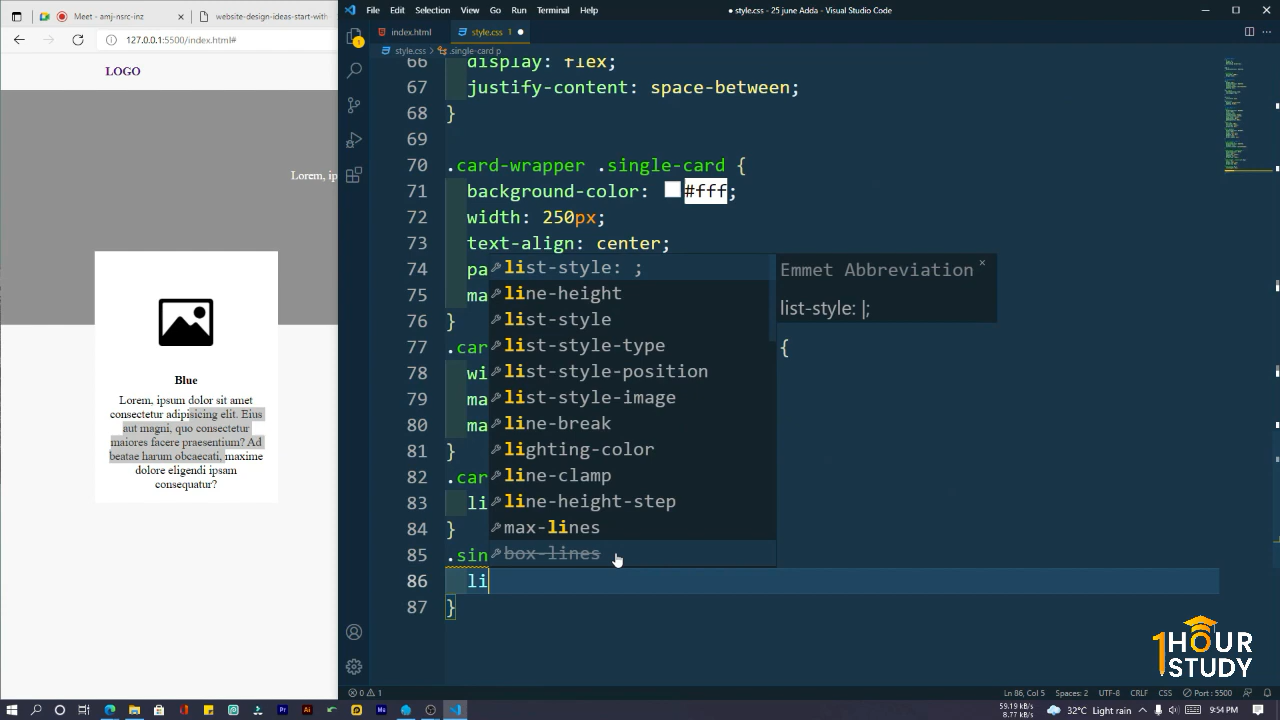 Meet - amj-nsrc-inz
website-design-ideas-start-with-
127.0.0.1:5500/index.html#
LOGO
Lorem, ip
Blue
Lorem, ipsum dolor sit amet
consectetur adipisicing elit. Eius
aut magni, quo consectetur
maiores facere praesentium? Ad
beatae harum obcaecati, maxime
dolore eligendi ipsam
consequatur?
File Edit Selection View Go Run Terminal Help
style.css - 25 june Adda - Visual Studio Code
index.html
style.css 1
style.css > .single-card p
66 display: flex;
67 justify-content: space-between;
68 }
69
70 .card-wrapper .single-card {
71 background-color: #fff;
72 width: 250px;
73 text-align: center;
74 pa
75 ma
76 }
77 .car {
78 wi
79 ma
80 ma
81 }
82 .car
83 li
84 }
85 .sin
86 li
87 }
list-style: ;
line-height
list-style
list-style-type
list-style-position
list-style-image
line-break
lighting-color
line-clamp
line-height-step
max-lines
box-lines
Emmet Abbreviation
list-style: |;
1HOUR
STUDY
0 1
Ln 86, Col 5 Spaces: 2 UTF-8 CRLF CSS Port : 5500
59.19 kB/s
8.77 kB/s
32°C Light rain
9:54 PM